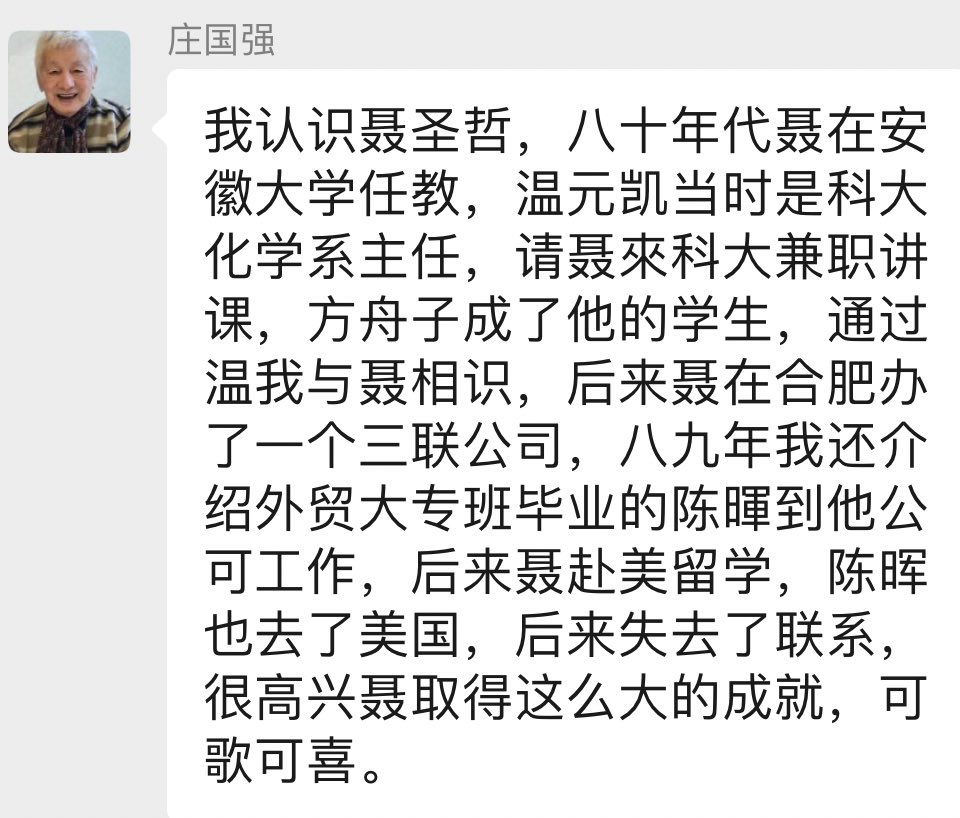 庄国强
我认识聂圣哲，八十年代聂在安
徽大学任教，温元凯当时是科大
化学系主任，请聂來科大兼职讲
课，方舟子成了他的学生，通过
温我与聂相识，后来聂在合肥办
了一个三联公司，八九年我还介
绍外贸大专班毕业的陈暉到他公
可工作，后来聂赴美留学，陈晖
也去了美国，后来失去了联系，
很高兴聂取得这么大的成就，可
歌可喜。